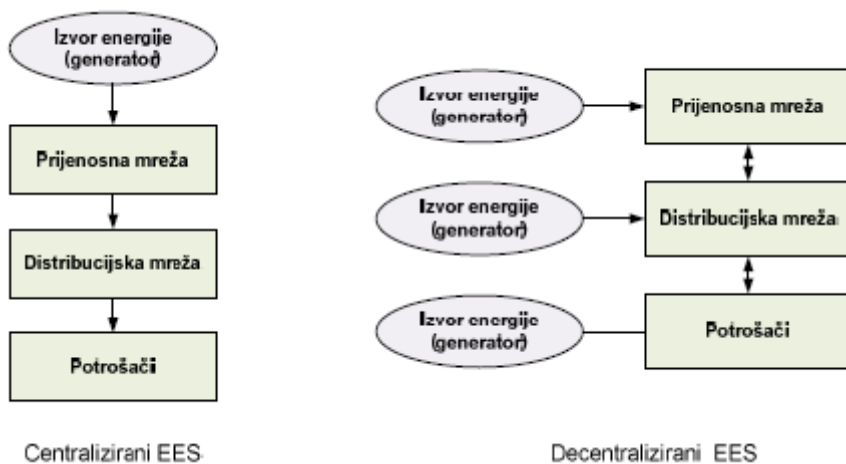 Izvor energije
(generator)
Prijenosna mreža
Distribucijska mreža
Potrošači
Centralizirani EES
Izvor energije
(generator)
Prijenosna mreža
Izvor energije
(generator)
Distribucijska mreža
Izvor energije
(generator)
Potrošači
Decentralizirani EES